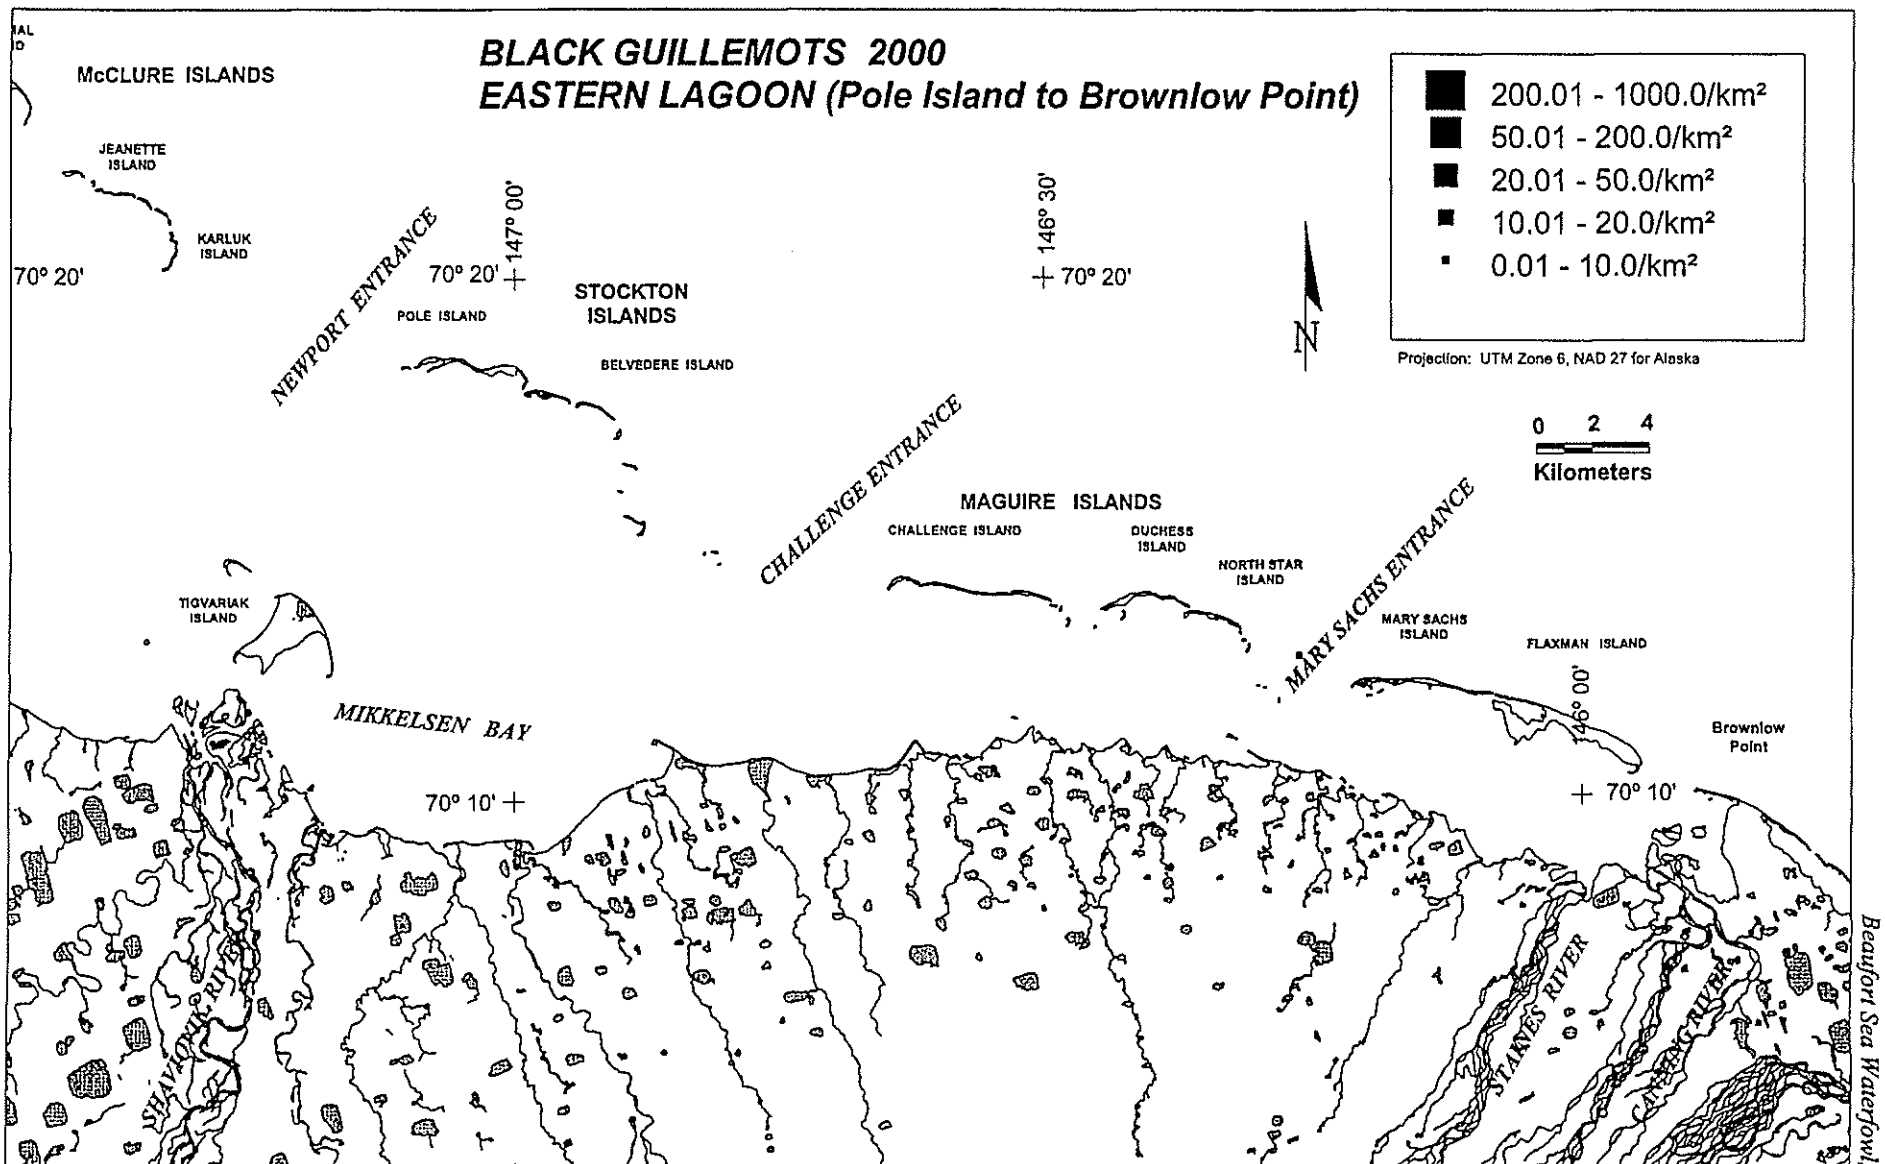 IAL
D
McCLURE ISLANDS
BLACK GUILLEMOTS 2000
EASTERN LAGOON (Pole Island to Brownlow Point)
200.01 - 1000.0/km²
50.01 - 200.0/km²
20.01 - 50.0/km²
10.01 - 20.0/km²
0.01 - 10.0/km²
Projection: UTM Zone 6, NAD 27 for Alaska
JEANETTE
ISLAND
KARLUK
ISLAND
70° 20'
NEWPORT ENTRANCE
147° 00'
70° 20'
146° 30'
70° 20'
N
STOCKTON
ISLANDS
POLE ISLAND
BELVEDERE ISLAND
0 2 4
Kilometers
CHALLENGE ENTRANCE
MAGUIRE ISLANDS
CHALLENGE ISLAND
DUCHESS
ISLAND
NORTH STAR
ISLAND
MARY SACHS ENTRANCE
MARY SACHS
ISLAND
FLAXMAN ISLAND
146° 00'
TIGVARIAK
ISLAND
MIKKELSEN BAY
Brownlow
Point
70° 10'
70° 10'
SHAVIOVIK RIVER
STAKNES RIVER
CANNING RIVER
Beaufort Sea Waterfowl